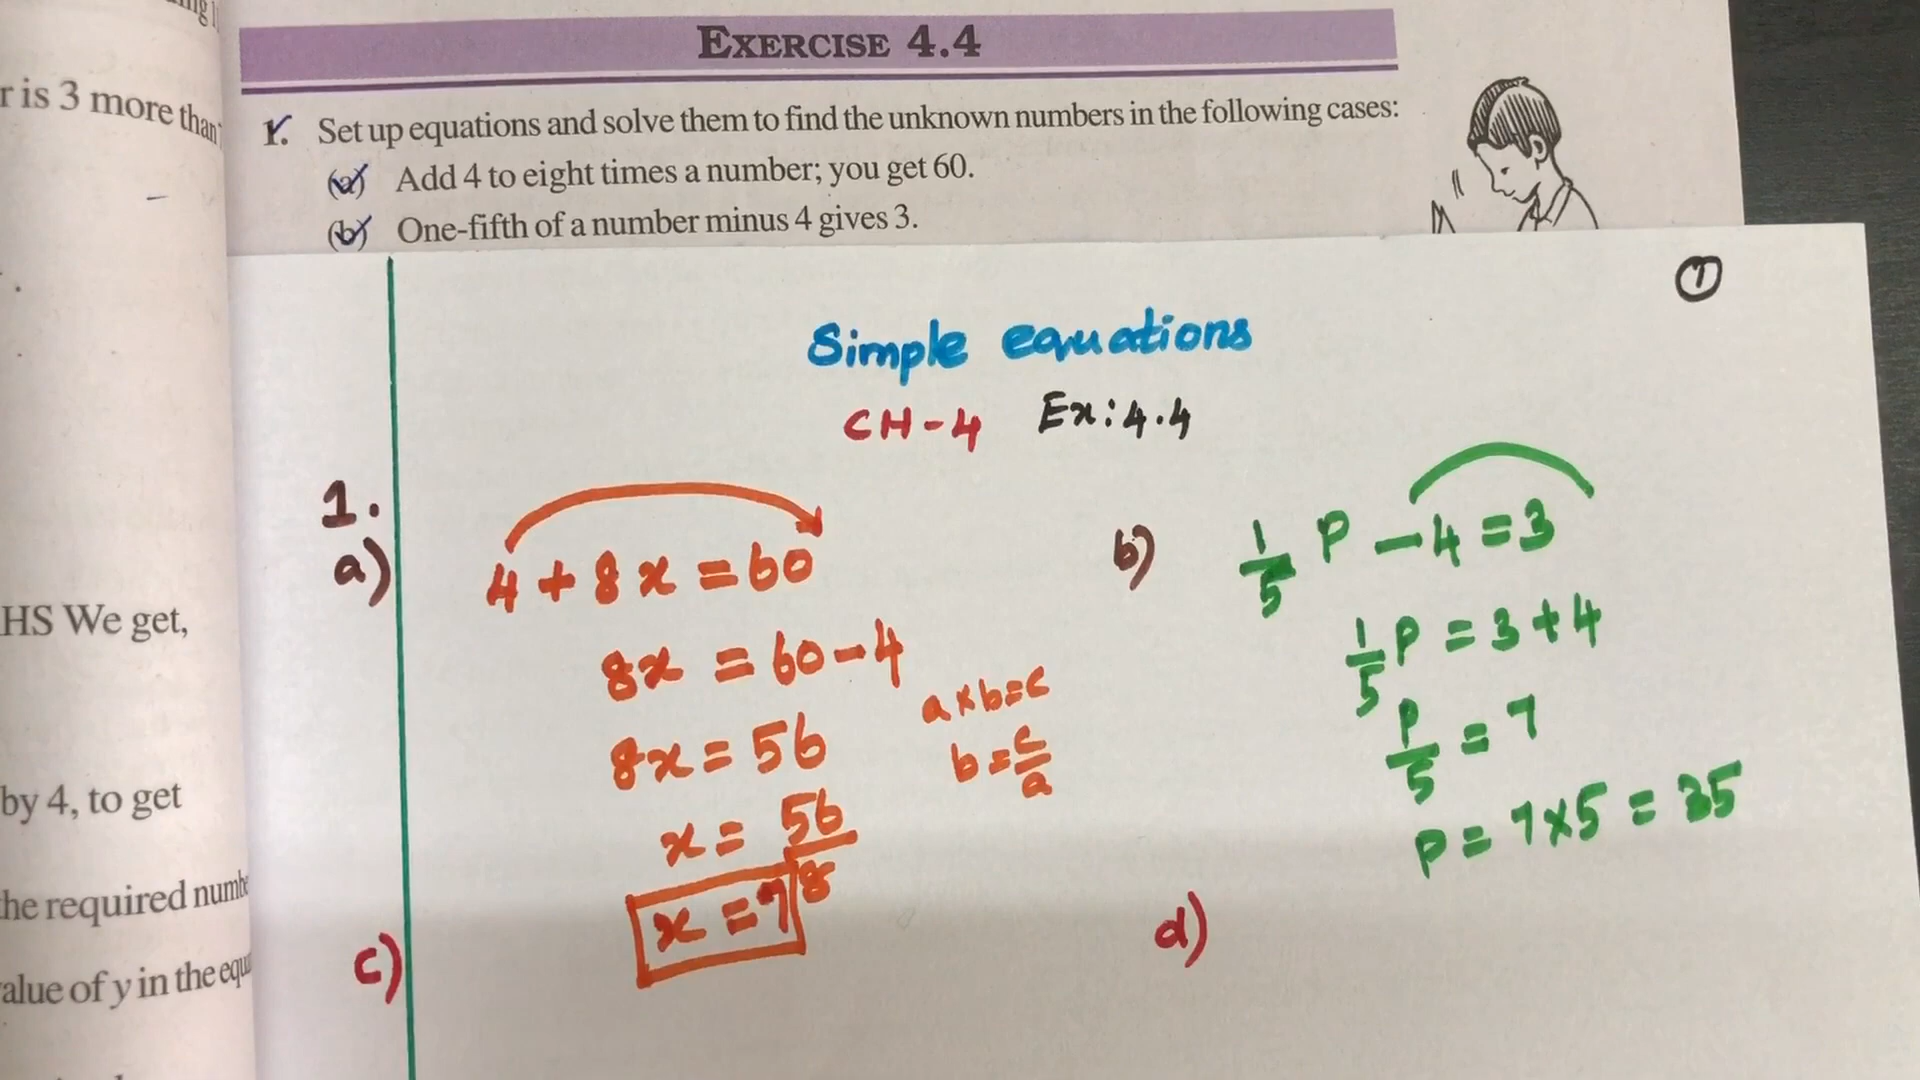 EXERCISE 4.4
r is 3 more than
1. Set up equations and solve them to find the unknown numbers in the following cases:
(a) Add 4 to eight times a number; you get 60.
(b) One-fifth of a number minus 4 gives 3.
1
Simple equations
CH-4 Ex: 4.4
1.
a) 4 + 8x = 60
8x = 60 - 4
8x = 56
x = 56/8
x = 7
a x b = c
b = c/a
b) 1/5 P - 4 = 3
1/5 P = 3 + 4
P/5 = 7
P = 7 x 5 = 35
c)
d)
HS We get,
by 4, to get
he required numbe
alue of y in the equa